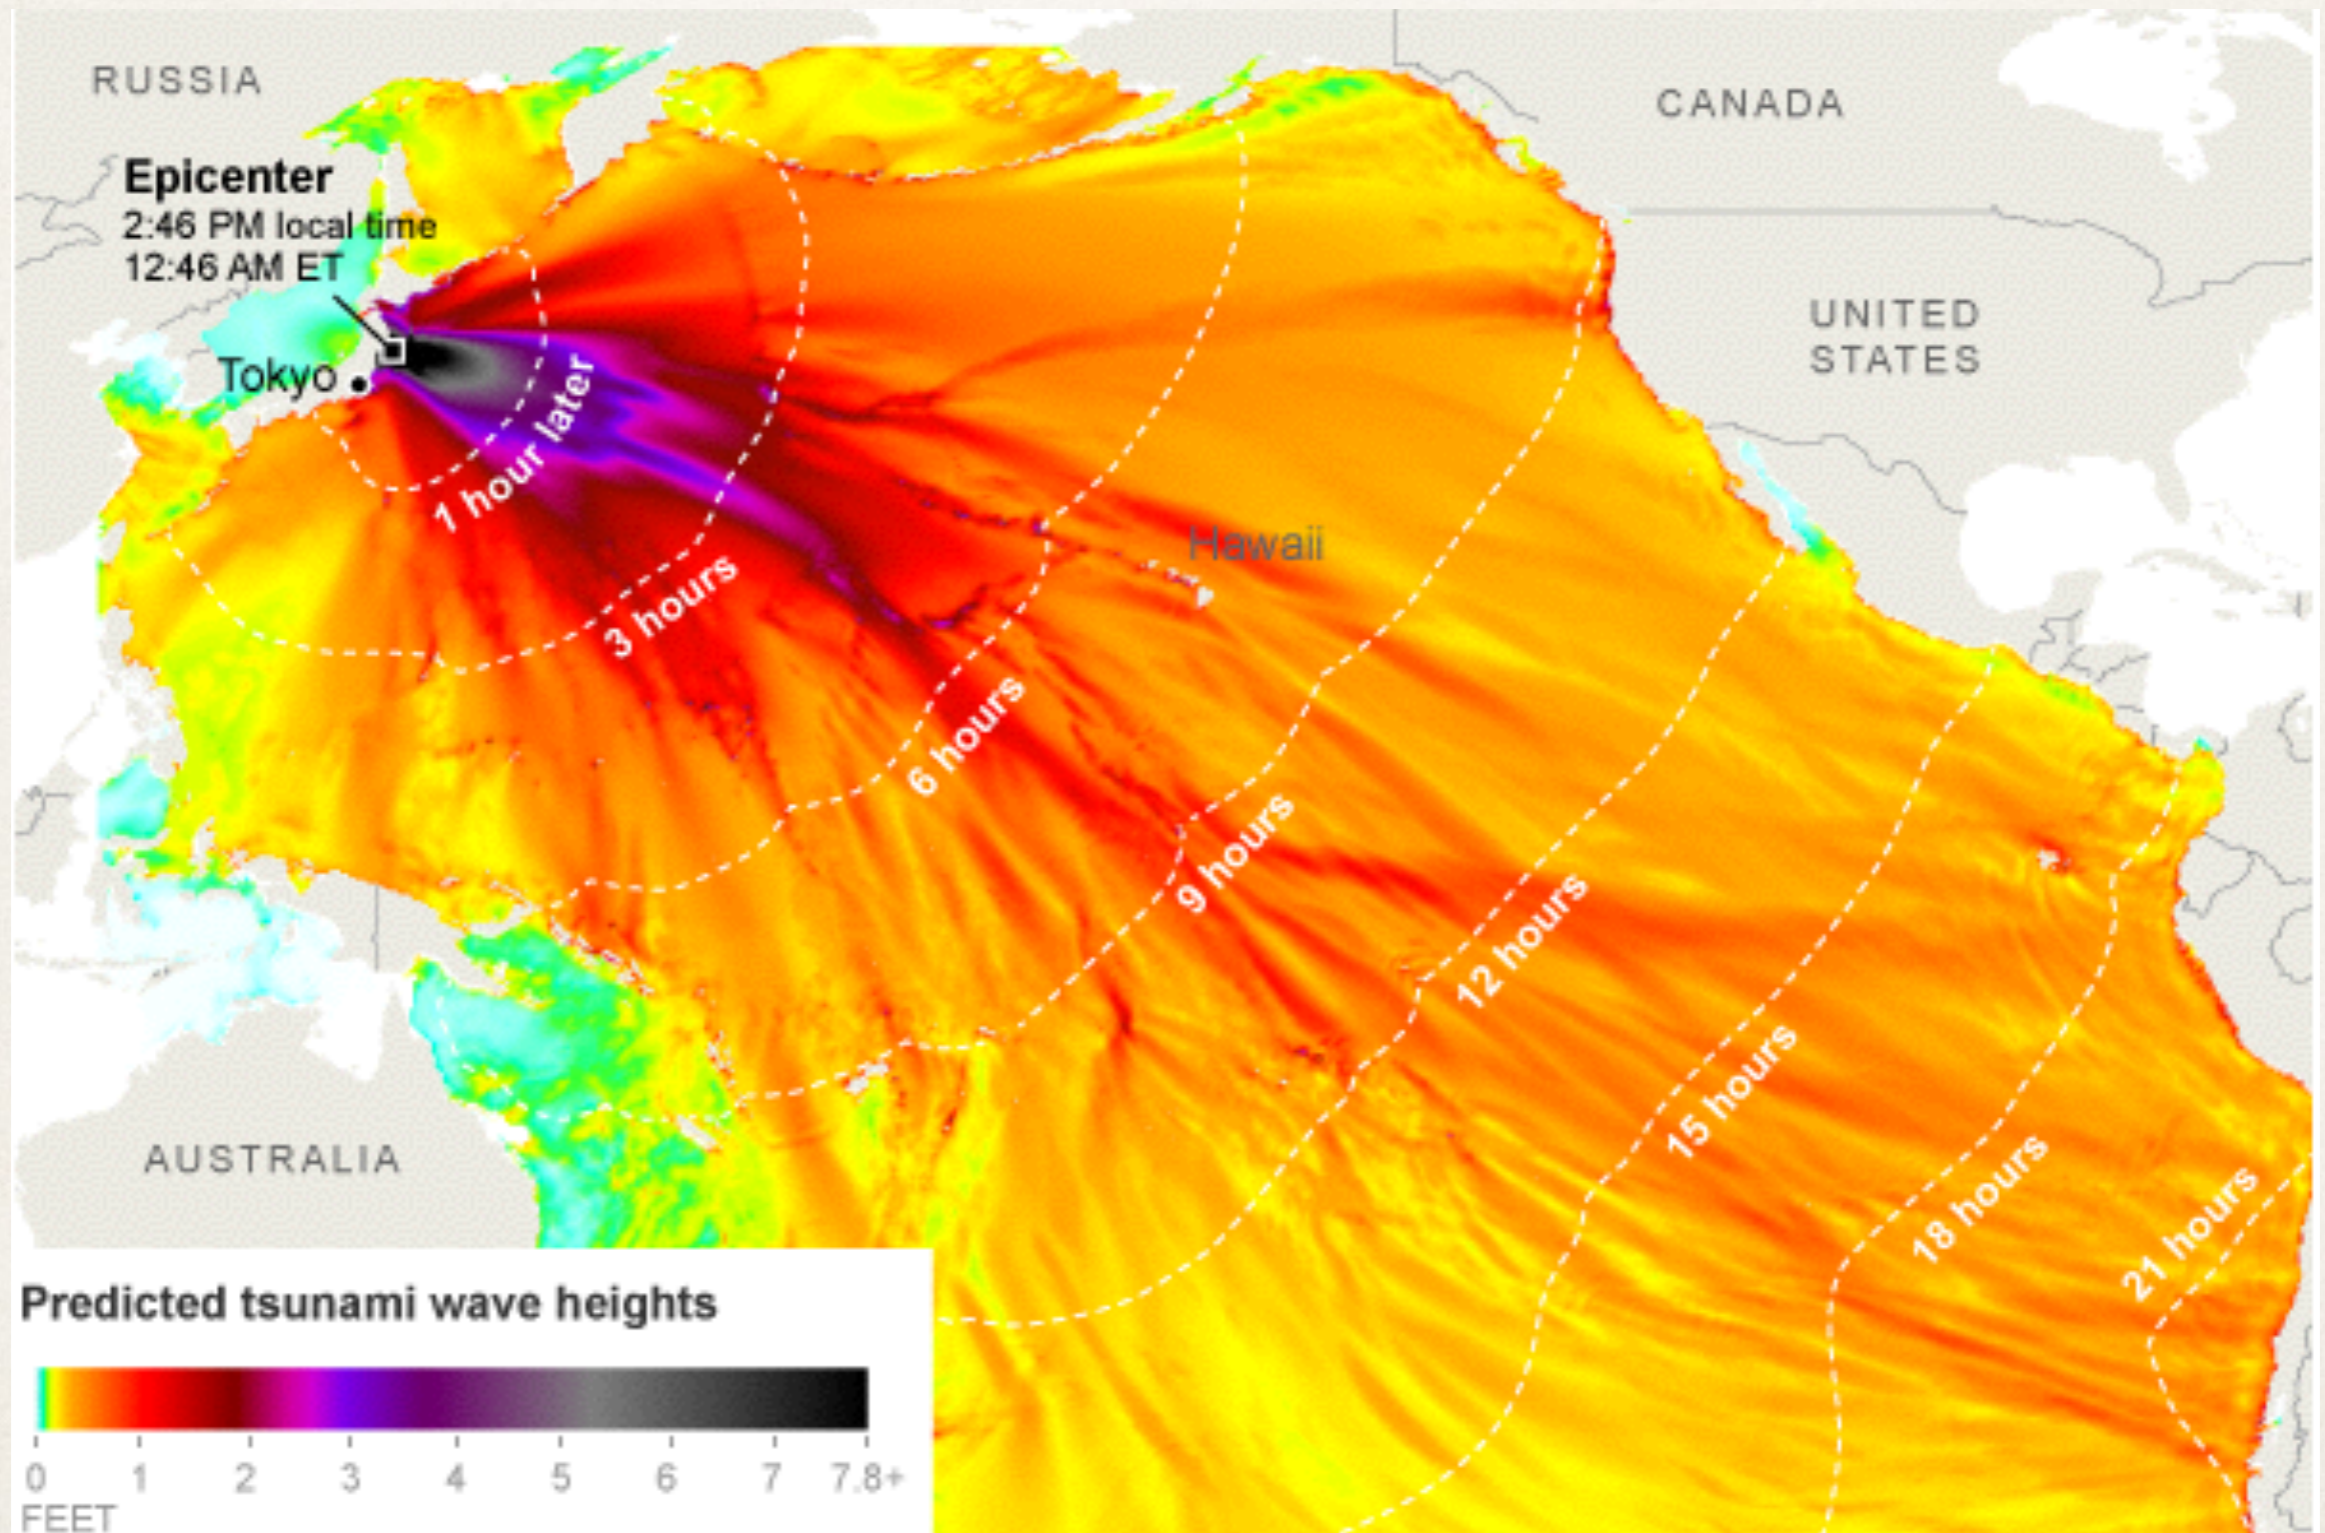 RUSSIA
CANADA
Epicenter
2:46 PM local time
12:46 AM ET
UNITED
STATES
Tokyo
1 hour later
Hawaii
3 hours
6 hours
9 hours
12 hours
15 hours
18 hours
21 hours
AUSTRALIA
Predicted tsunami wave heights
0 1 2 3 4 5 6 7 7.8+
FEET